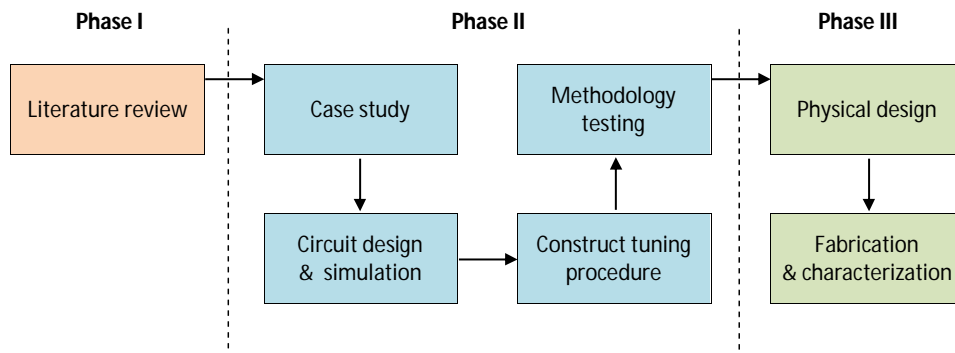 Phase I
Phase II
Phase III
Literature review
Case study
Methodology
testing
Physical design
Circuit design
& simulation
Construct tuning
procedure
Fabrication
& characterization